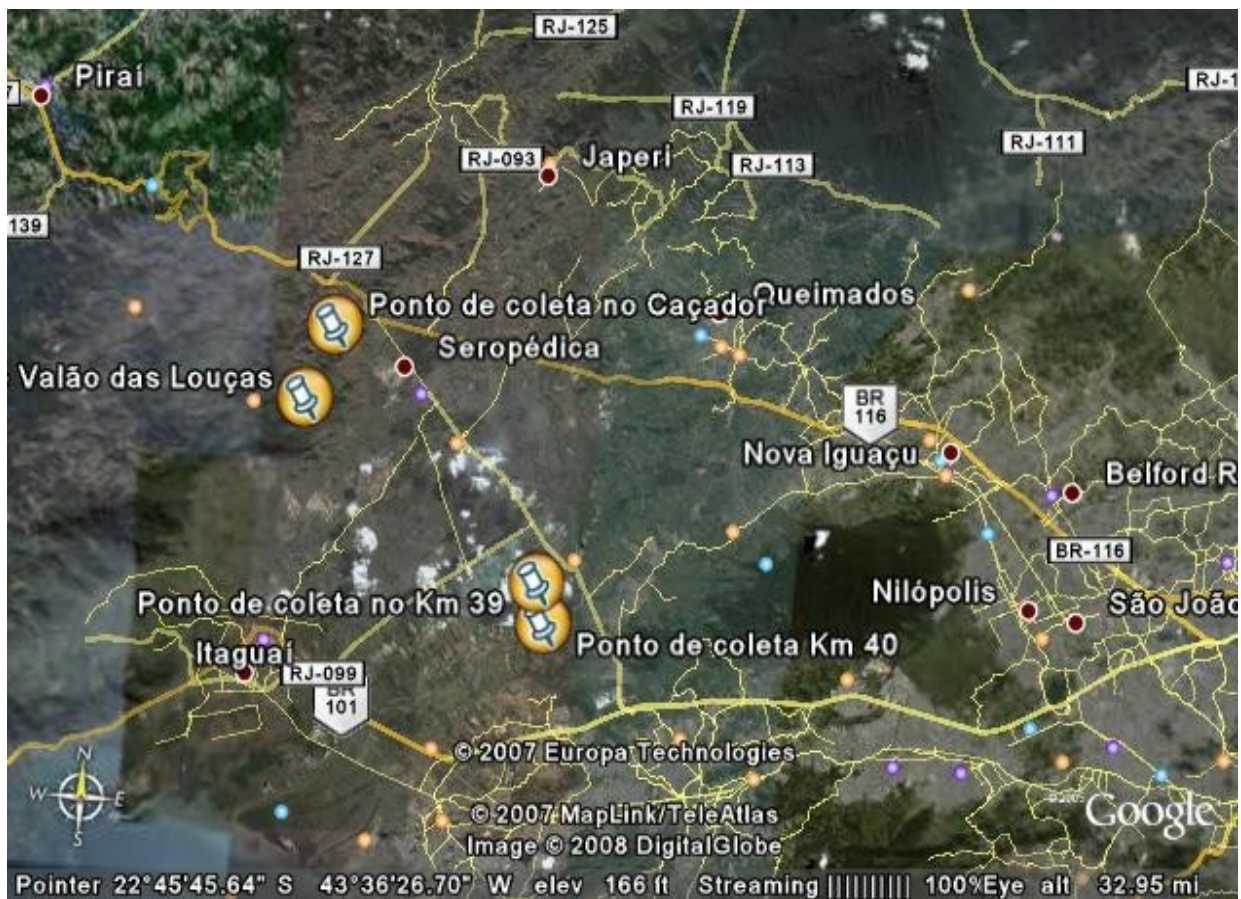 RJ-125
Piraí
RJ-119
RJ-111
RJ-093
Japeri
RJ-113
139
RJ-127
Ponto de coleta no Caçador
Queimados
Seropédica
Valão das Louças
BR
116
Nova Iguaçu
Belford R
BR-116
Ponto de coleta no Km 39
Nilópolis
São João
Itaguaí
Ponto de coleta Km 40
RJ-099
BR
101
N
W
E
S
© 2007 Europa Technologies
© 2007 MapLink/TeleAtlas
Image © 2008 DigitalGlobe
Google
Pointer 22°45'45.64" S 43°36'26.70" W elev 166 ft Streaming |||||||||| 100% Eye alt 32.95 mi